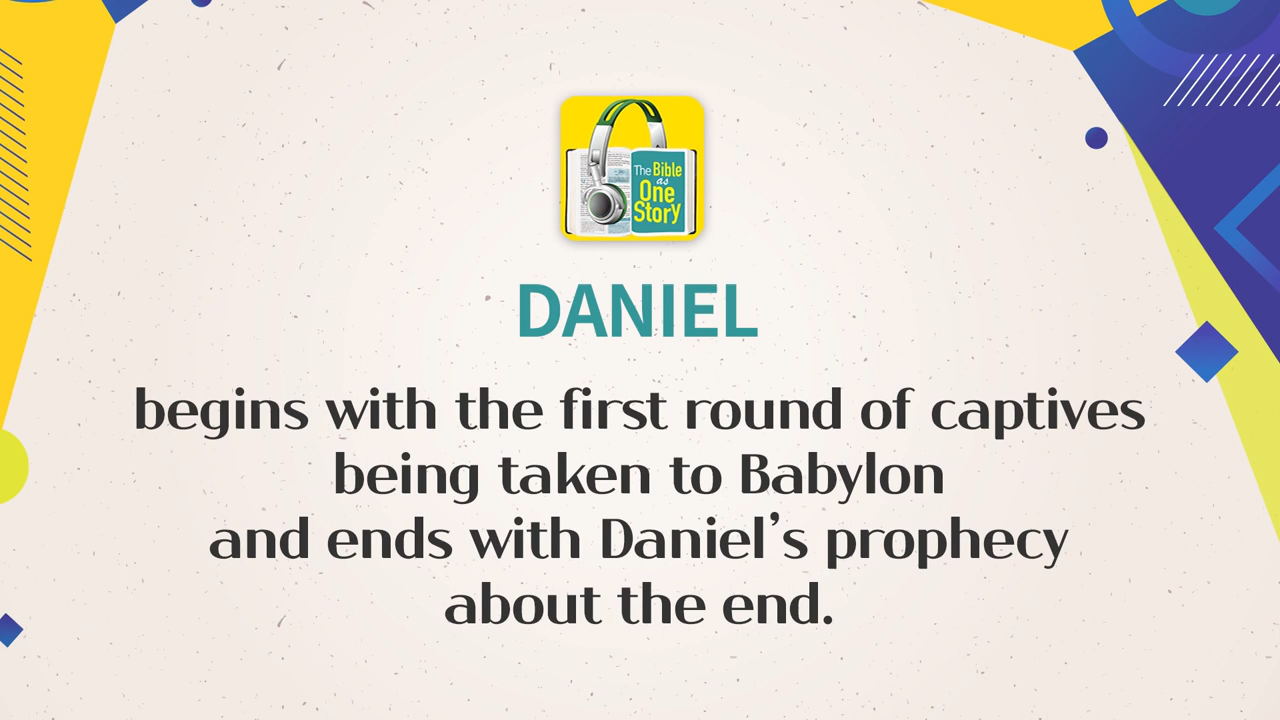 The Bible
as
One
Story
DANIEL
begins with the first round of captives
being taken to Babylon
and ends with Daniel's prophecy
about the end.